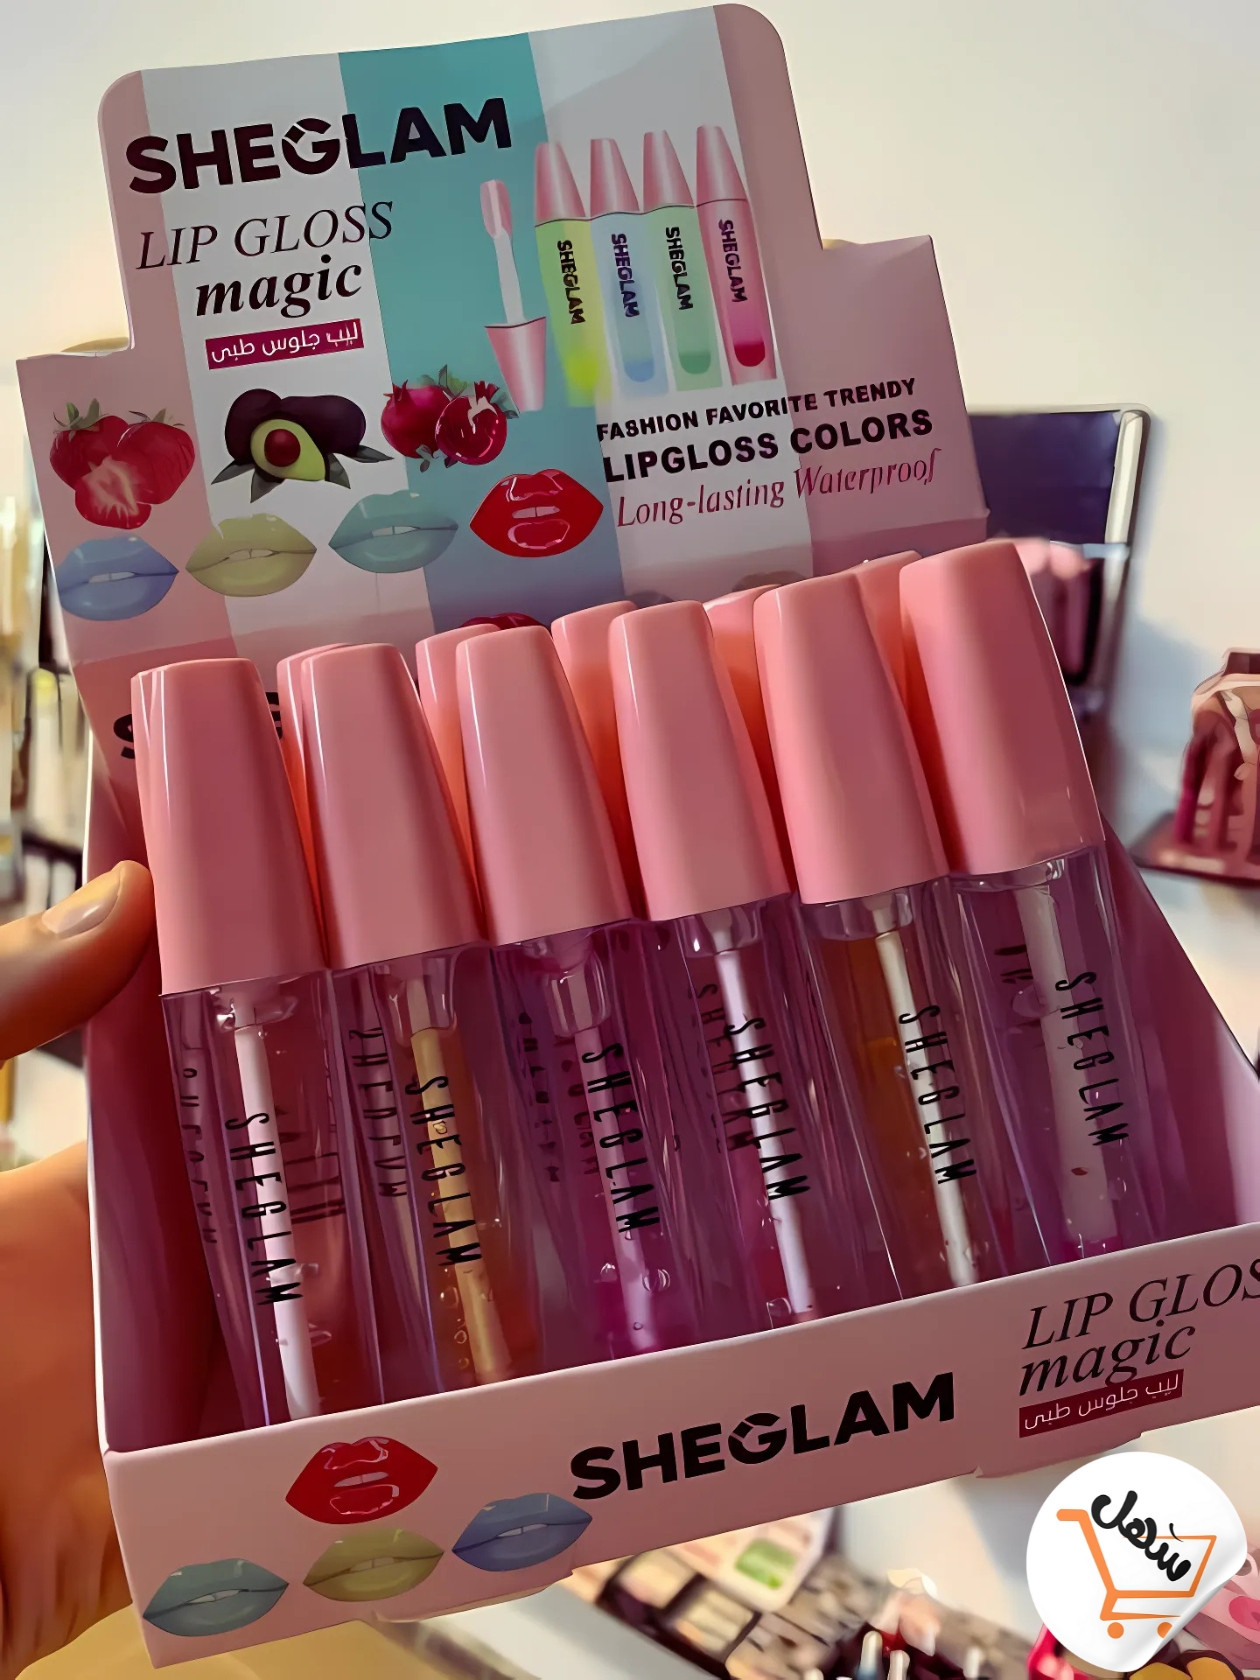 SHEGLAM
LIP GLOSS
magic
ليب جلوس طبى
SHEGLAM
SHEGLAM
SHEGLAM
SHEGLAM
FASHION FAVORITE TRENDY
LIPGLOSS COLORS
Long-lasting Waterproof
SHEGLAM
SHEGLAM
SHEGLAM
SHEGLAM
SHEGLAM
SHEGLAM
SHEGLAM
LIP GLOS
magic
ليب جلوس طبى
سهل